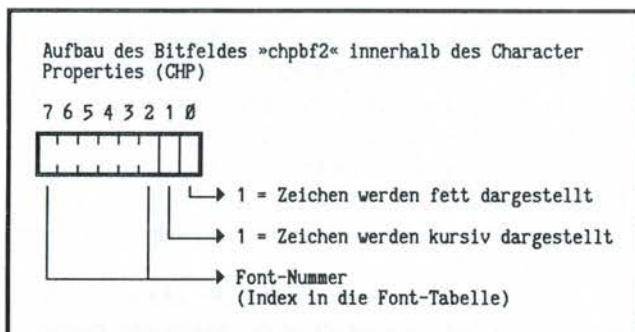 Aufbau des Bitfeldes »chpbf2« innerhalb des Character
Properties (CHP)
7 6 5 4 3 2 1 0
1 = Zeichen werden fett dargestellt
1 = Zeichen werden kursiv dargestellt
Font-Nummer
(Index in die Font-Tabelle)